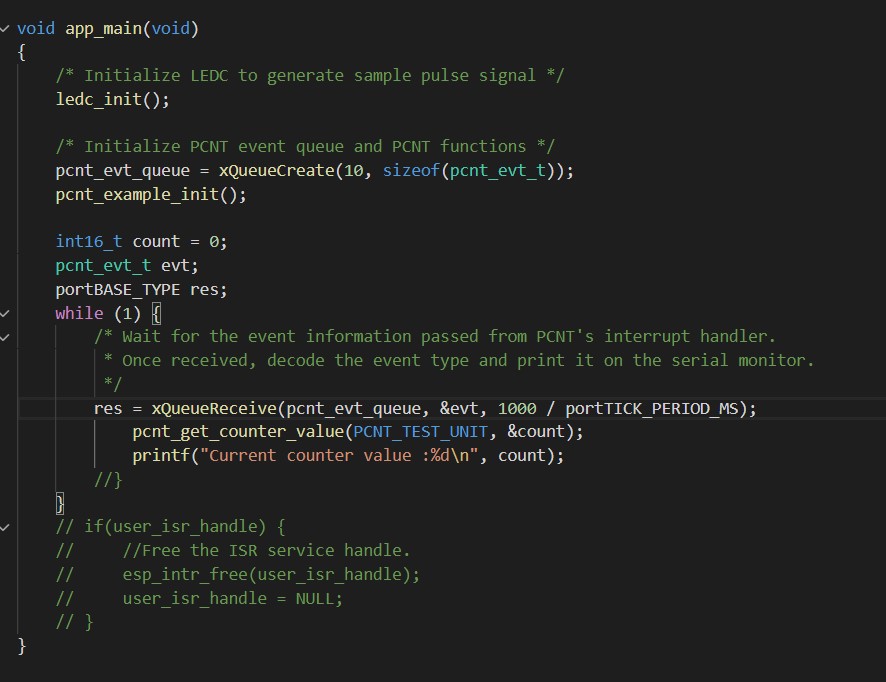 void app_main(void)
{
/* Initialize LEDC to generate sample pulse signal */
ledc_init();
/* Initialize PCNT event queue and PCNT functions */
pcnt_evt_queue = xQueueCreate(10, sizeof(pcnt_evt_t));
pcnt_example_init();
int16_t count = 0;
pcnt_evt_t evt;
portBASE_TYPE res;
while (1) {
/* Wait for the event information passed from PCNT's interrupt handler.
* Once received, decode the event type and print it on the serial monitor.
*/
res = xQueueReceive(pcnt_evt_queue, &evt, 1000 / portTICK_PERIOD_MS);
pcnt_get_counter_value(PCNT_TEST_UNIT, &count);
printf("Current counter value :%d\n", count);
//}
}
// if(user_isr_handle) {
//     //Free the ISR service handle.
//     esp_intr_free(user_isr_handle);
//     user_isr_handle = NULL;
// }
}